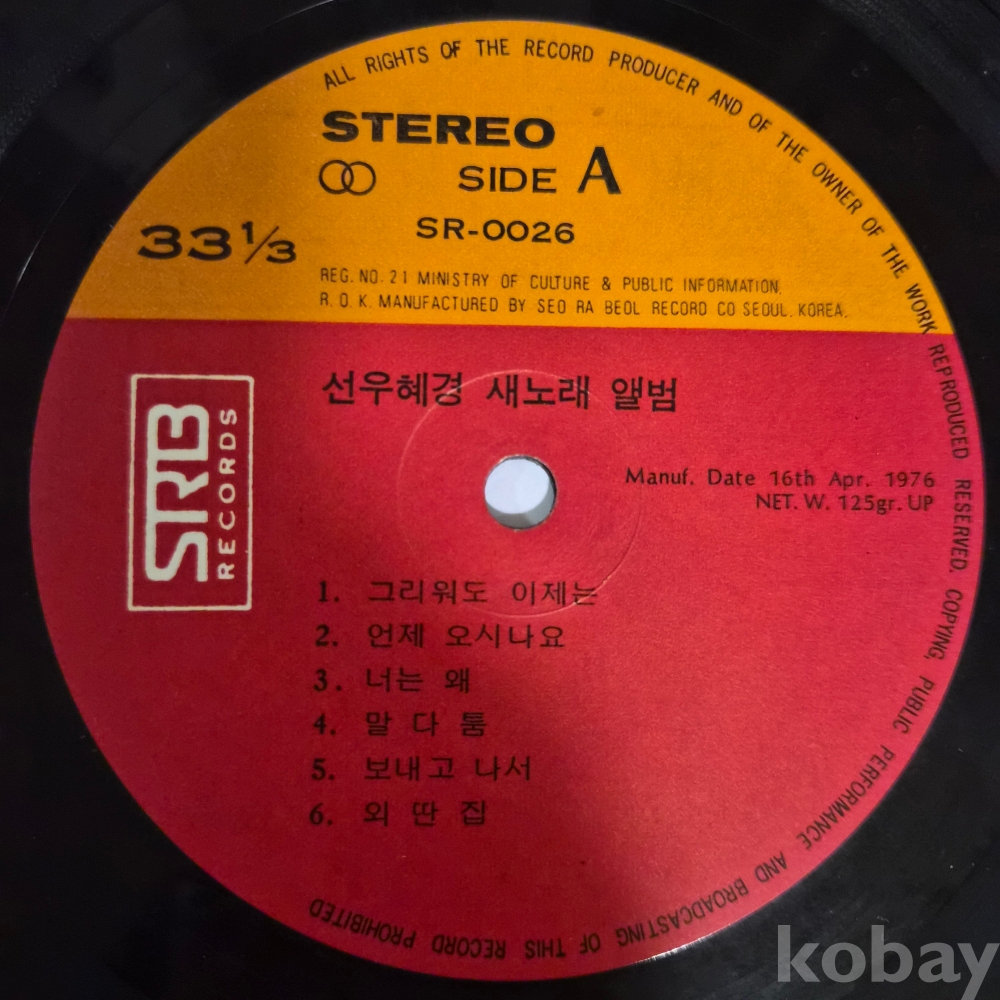 ALL RIGHTS OF THE RECORD PRODUCER AND OF THE OWNER OF THE WORK REPRODUCED RESERVED. COPYING, PUBLIC PERFORMANCE AND BROADCASTING OF THIS RECORD PROHIBITED
STEREO
SIDE A
SR-0026
33 1/3
REG. NO. 21 MINISTRY OF CULTURE & PUBLIC INFORMATION.
R. O. K. MANUFACTURED BY SEO RA BEOL RECORD CO SEOUL. KOREA.
선우혜경 새노래 앨범
SRB
RECORDS
Manuf. Date 16th Apr. 1976
NET. W. 125gr. UP
1. 그리워도 이제는
2. 언제 오시나요
3. 너는 왜
4. 말 다 툼
5. 보내고 나서
6. 외 딴 집
kobay